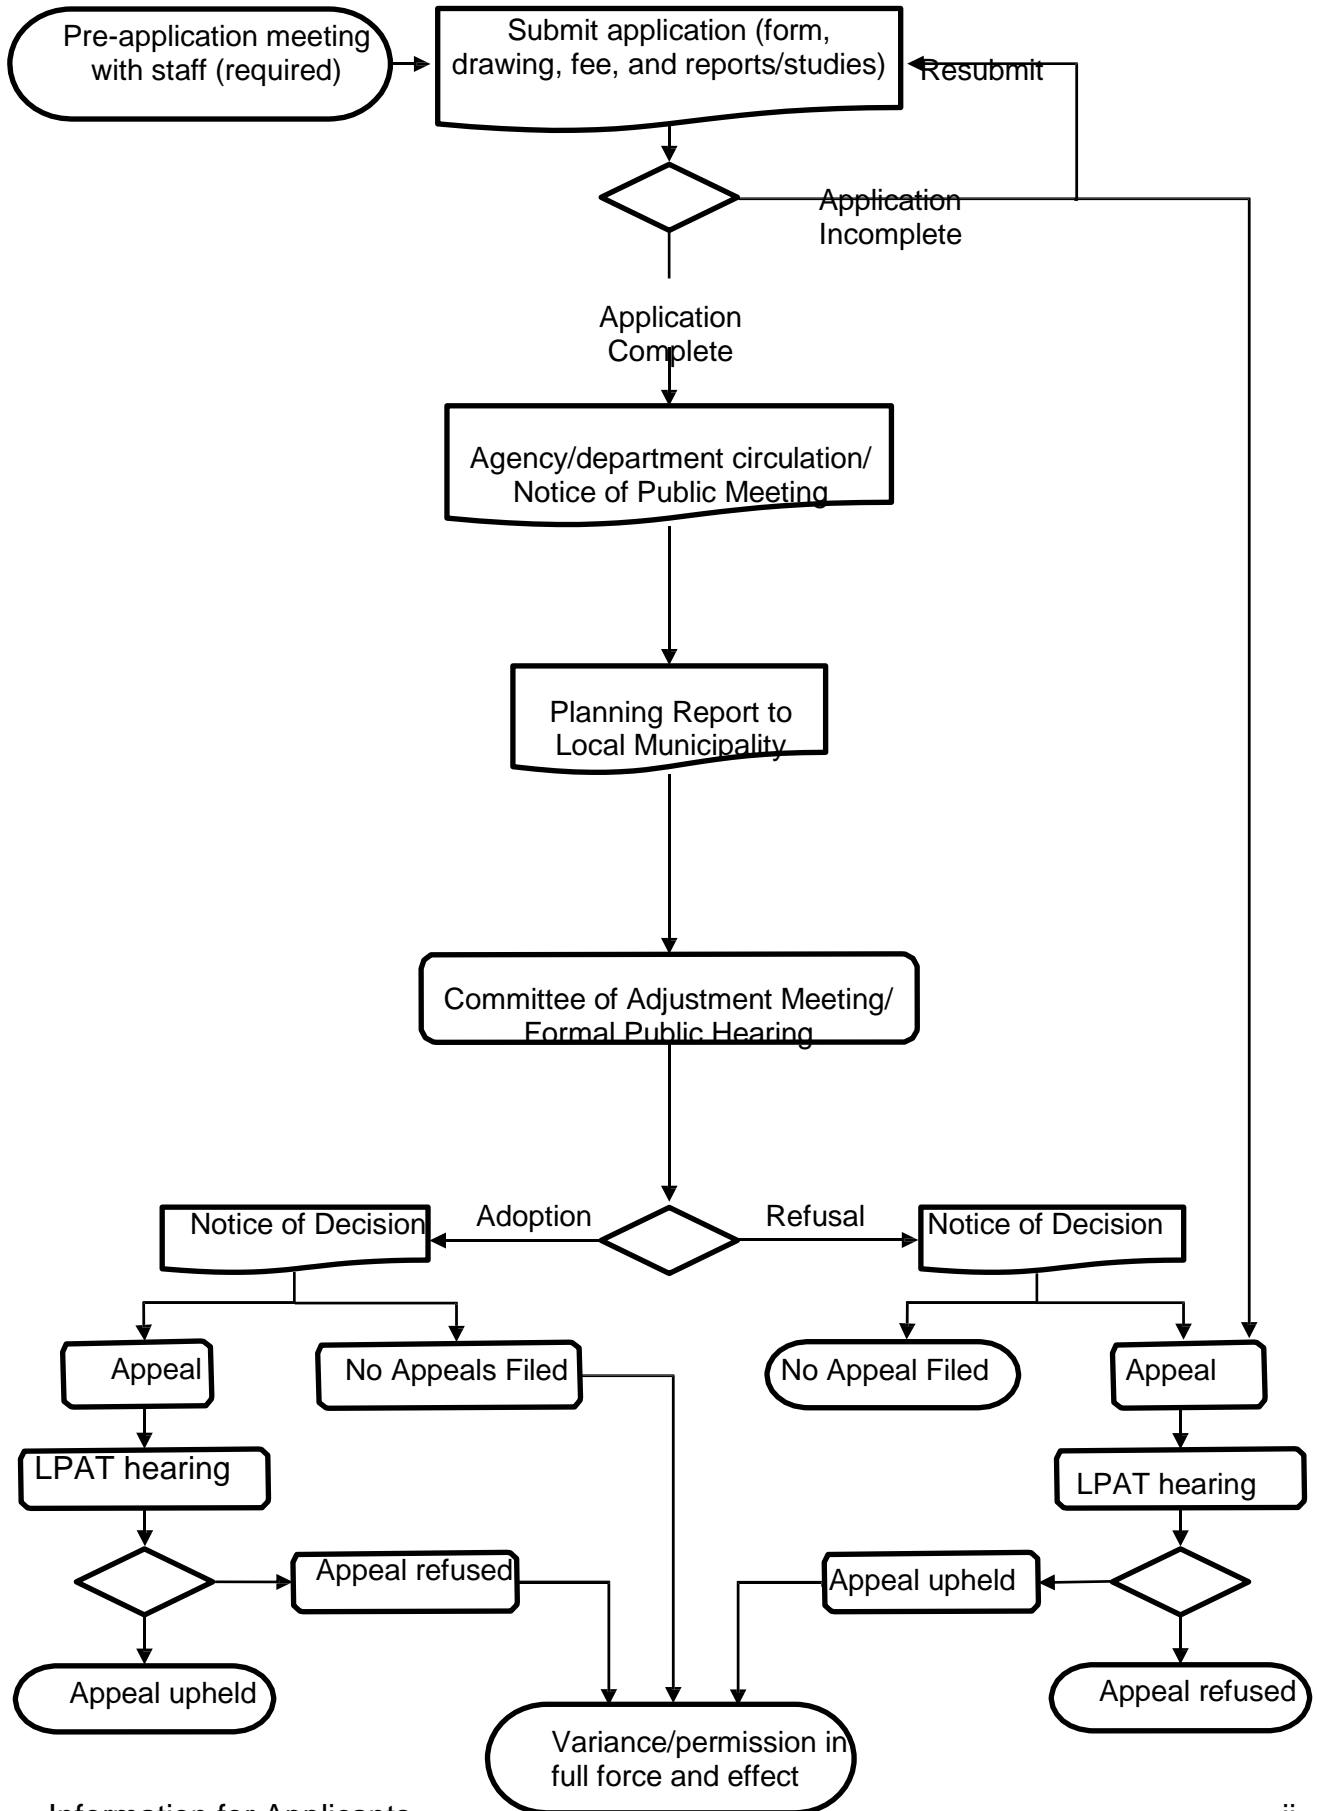 Pre-application meeting
with staff (required)
Submit application (form,
drawing, fee, and reports/studies)
Resubmit
Application
Incomplete
Application
Complete
Agency/department circulation/
Notice of Public Meeting
Planning Report to
Local Municipality
Committee of Adjustment Meeting/
Formal Public Hearing
Notice of Decision
Adoption
Refusal
Notice of Decision
Appeal
No Appeals Filed
No Appeal Filed
Appeal
LPAT hearing
LPAT hearing
Appeal refused
Appeal upheld
Appeal upheld
Appeal refused
Variance/permission in
full force and effect
Information for Applicants
ii